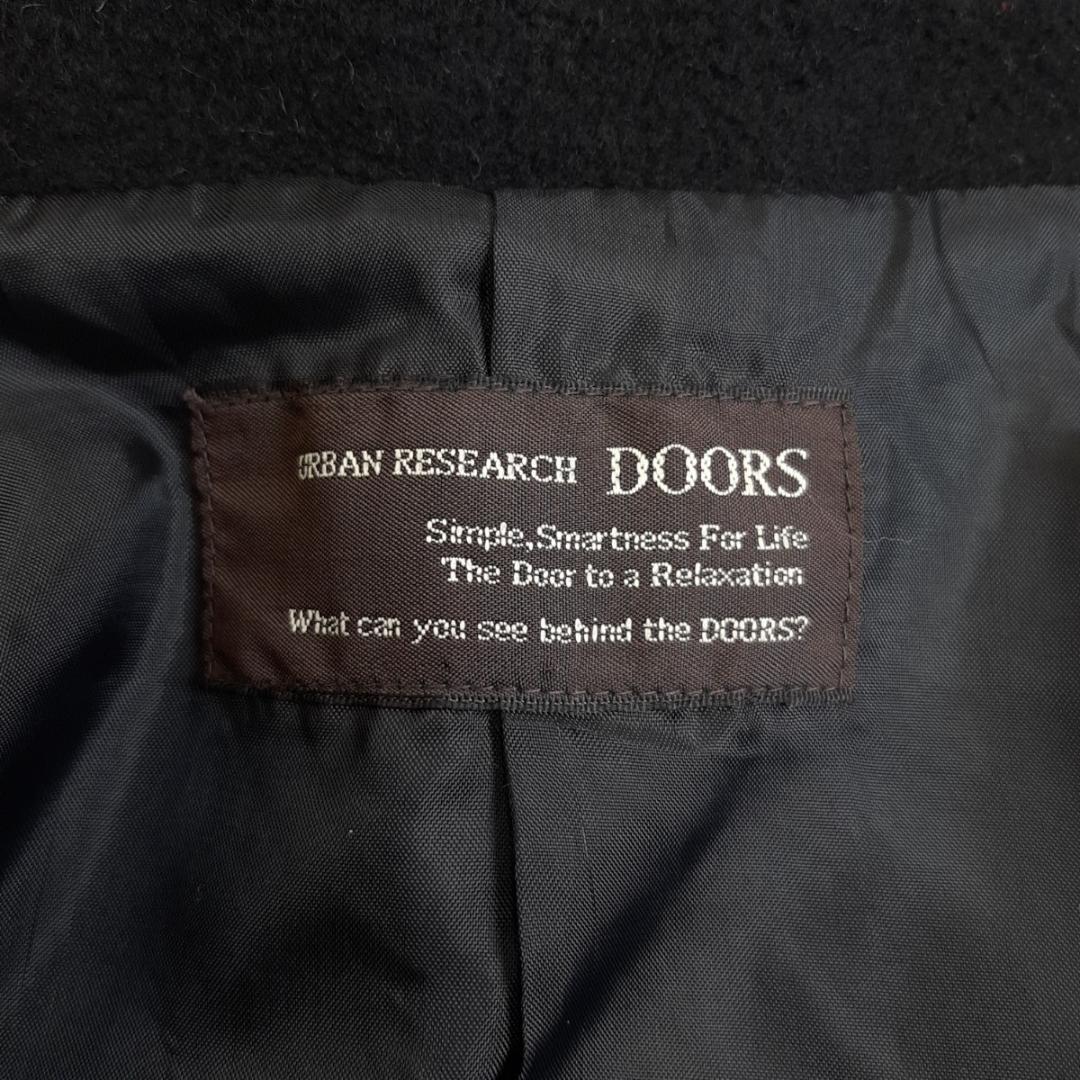 URBAN RESEARCH DOORS
Simple,Smartness For Life
The Door to a Relaxation
What can you see behind the DOORS?